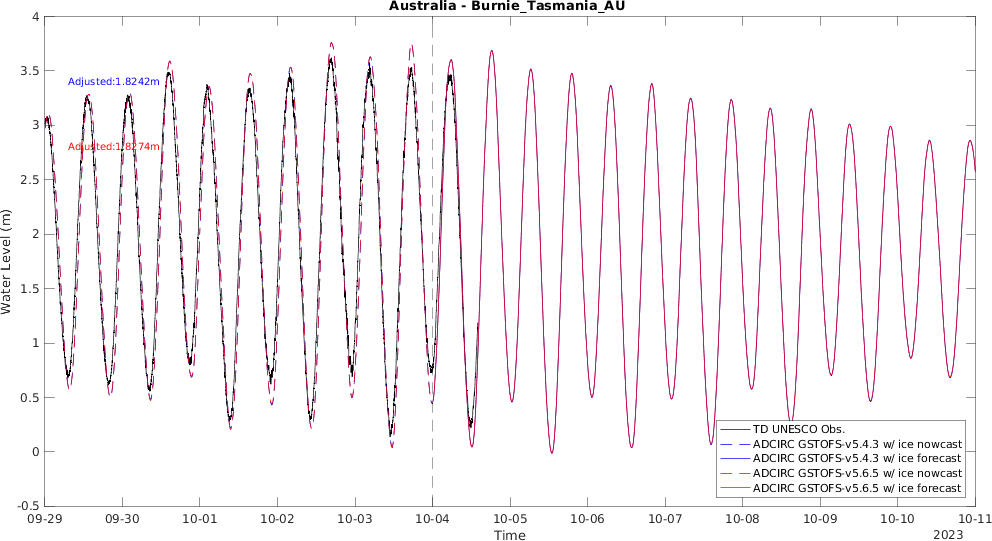 Australia - Burnie_Tasmania_AU
4
3.5
3
2.5
2
1.5
1
0.5
0
-0.5
Water Level (m)
Adjusted:1.8242m
Adjusted:1.8274m
TD UNESCO Obs.
ADCIRC GSTOFS-v5.4.3 w/ ice nowcast
ADCIRC GSTOFS-v5.4.3 w/ ice forecast
ADCIRC GSTOFS-v5.6.5 w/ ice nowcast
ADCIRC GSTOFS-v5.6.5 w/ ice forecast
09-29 09-30 10-01 10-02 10-03 10-04 10-05 10-06 10-07 10-08 10-09 10-10 10-11
Time
2023